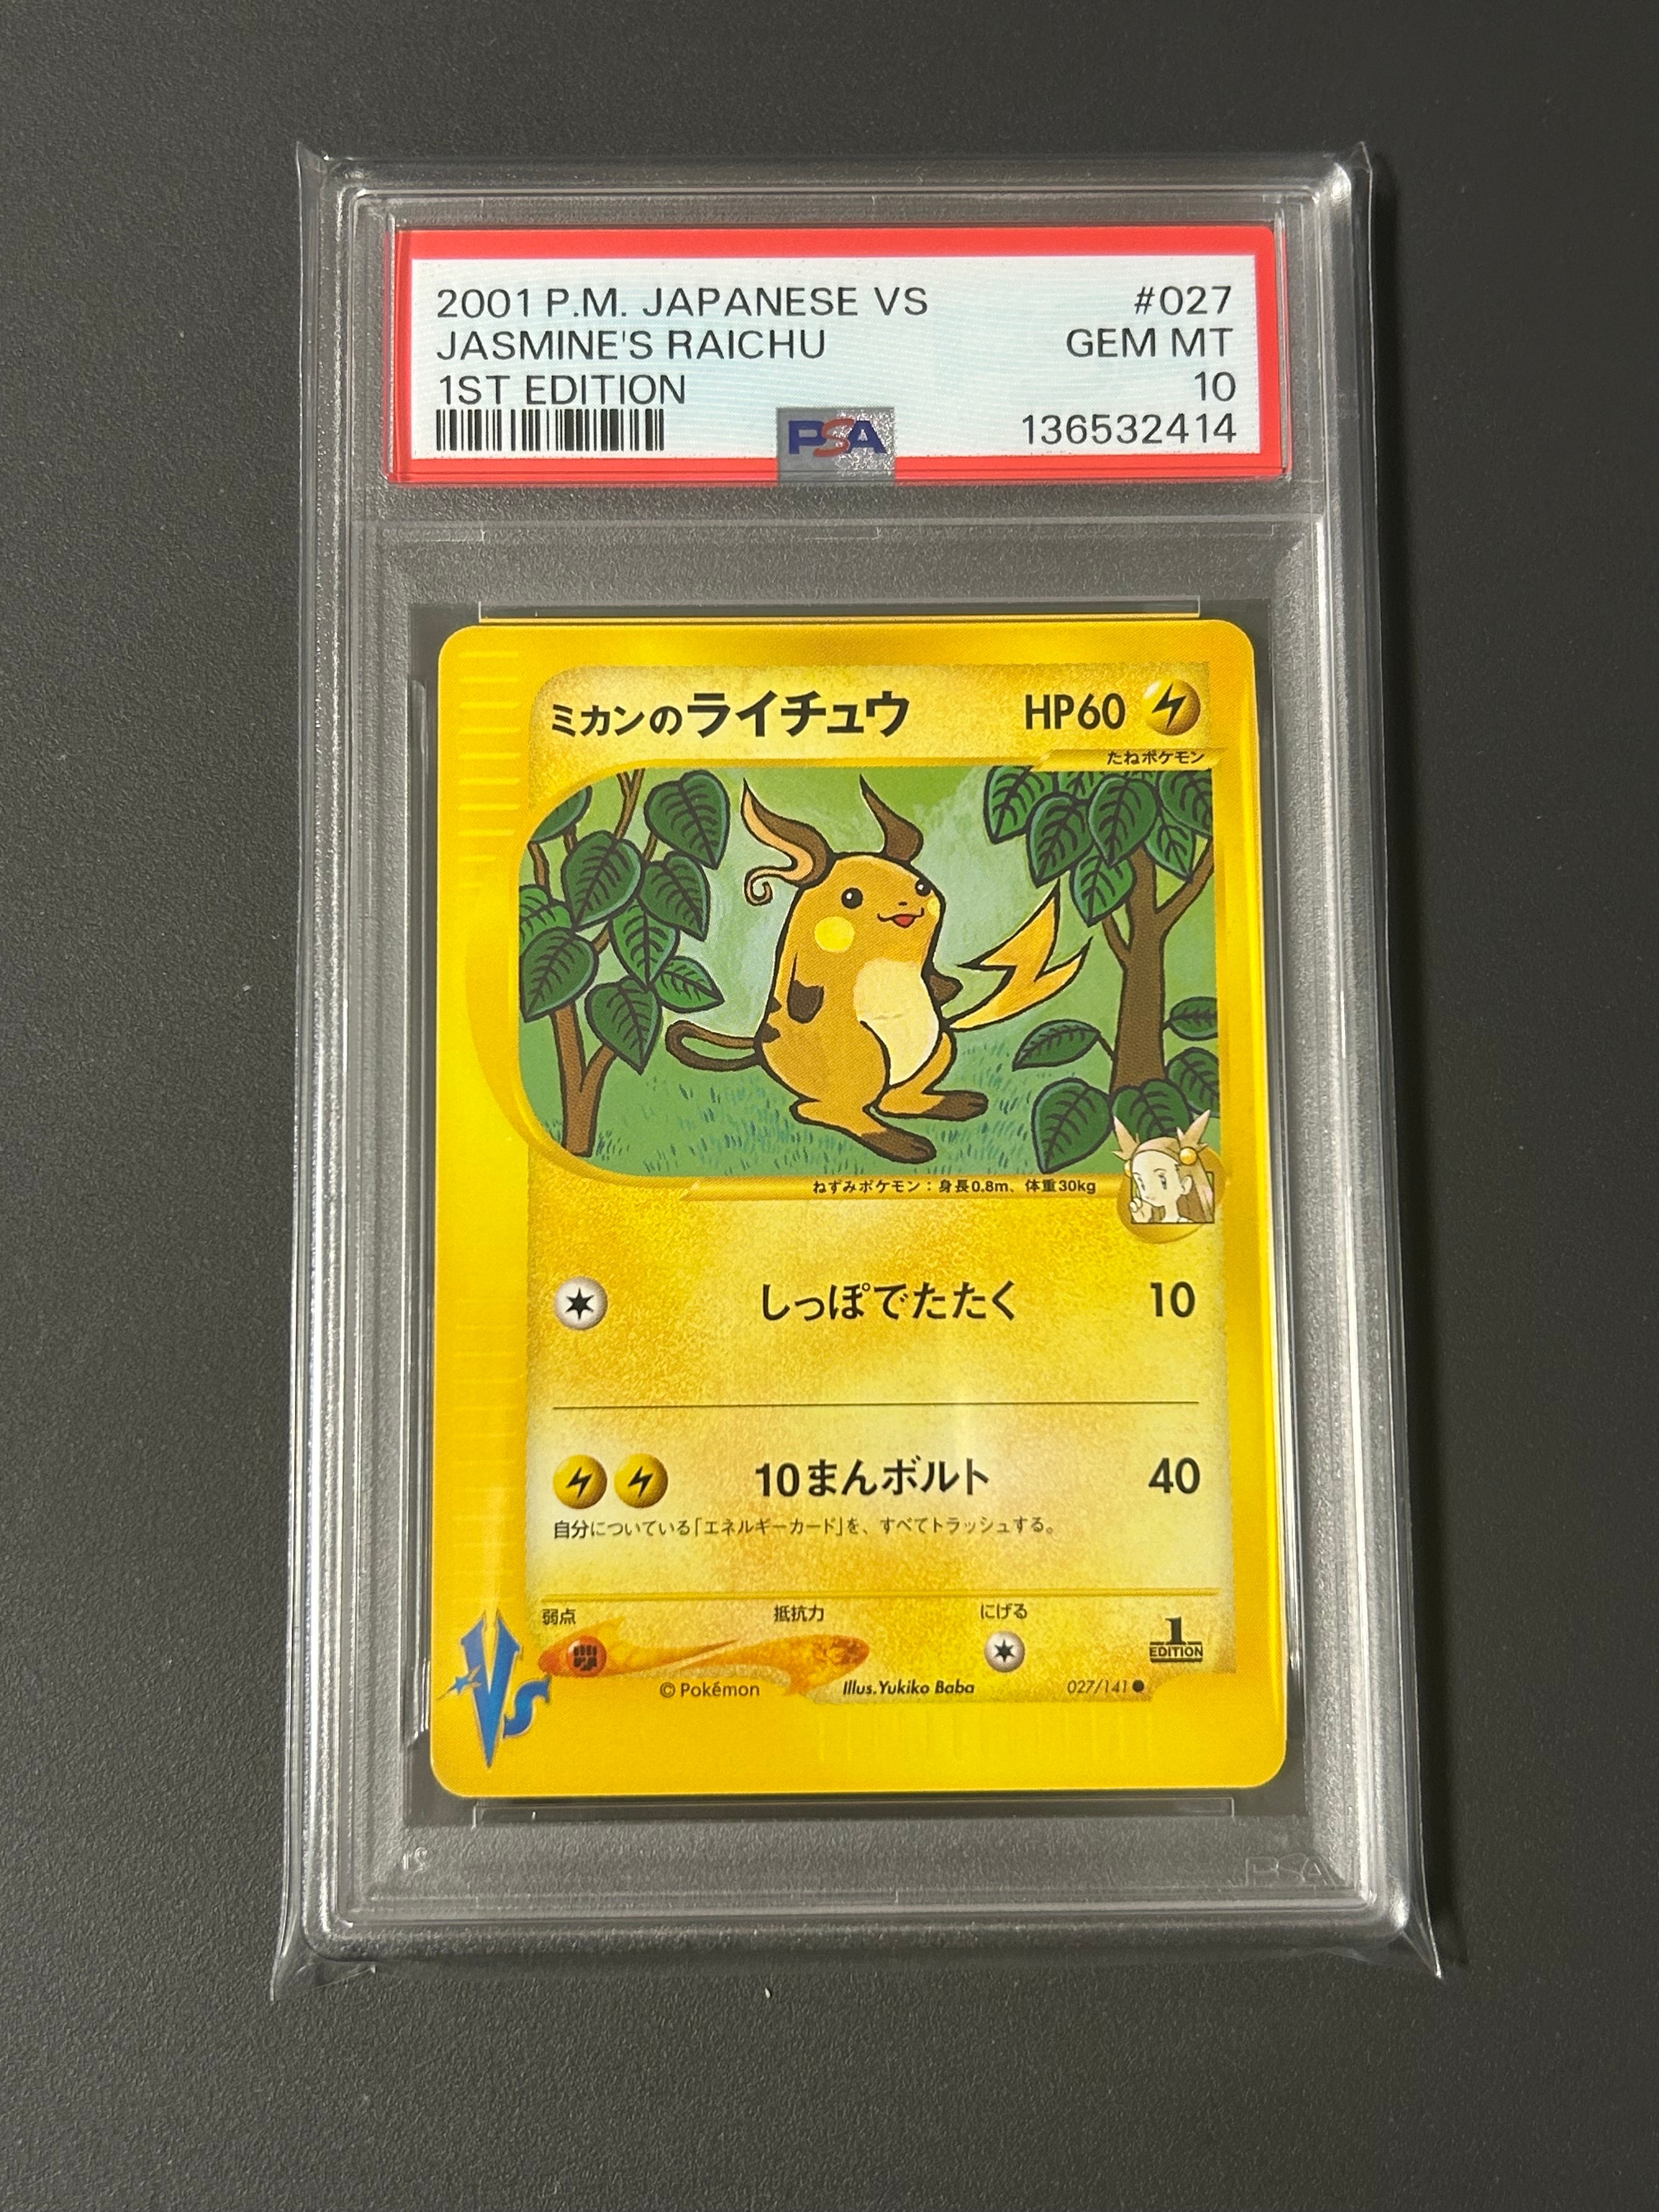 2001 P.M. JAPANESE VS #027
JASMINE'S RAICHU GEM MT
1ST EDITION 10
PSA 136532414
ミカンのライチュウ HP60
たねポケモン
ねずみポケモン：身長0.8m、体重30kg
しっぽでたたく 10
10まんボルト 40
自分についている「エネルギーカード」を、すべてトラッシュする。
弱点 抵抗力 にげる
1 EDITION
© Pokémon Illus.Yukiko Baba 027/141●
VS
PSA